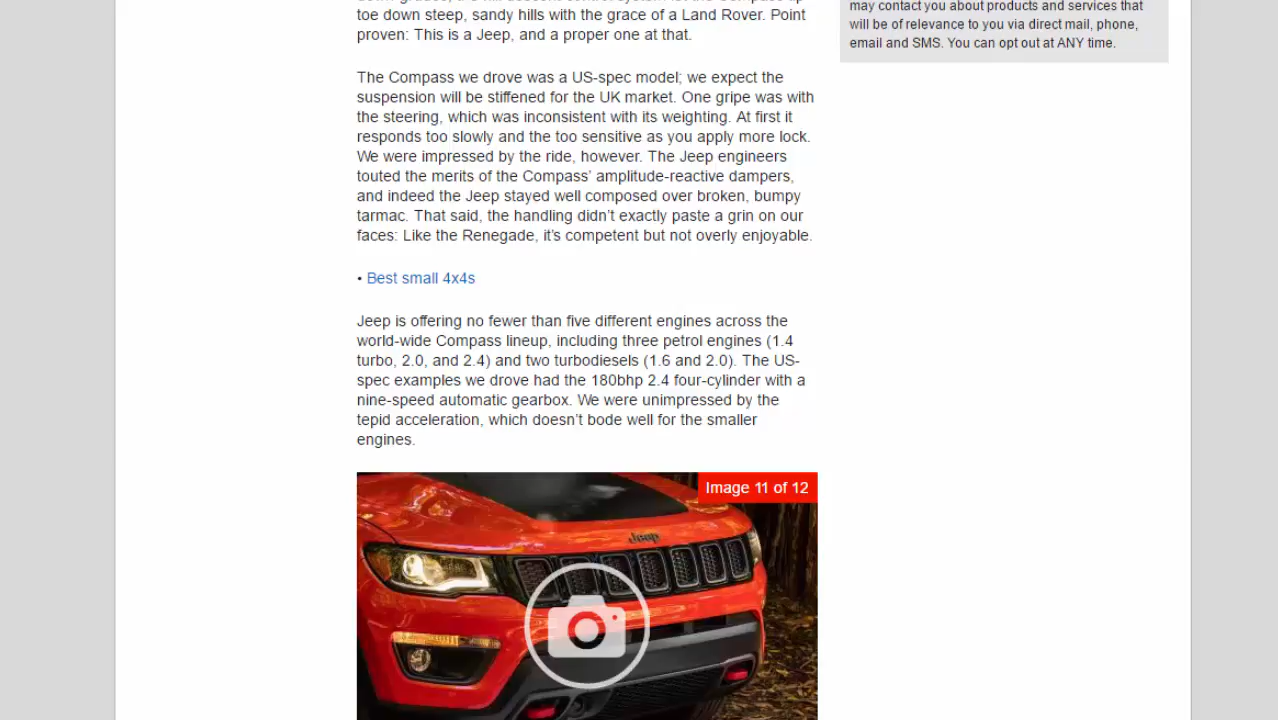 toe down steep, sandy hills with the grace of a Land Rover. Point
proven: This is a Jeep, and a proper one at that.
The Compass we drove was a US-spec model; we expect the
suspension will be stiffened for the UK market. One gripe was with
the steering, which was inconsistent with its weighting. At first it
responds too slowly and the too sensitive as you apply more lock.
We were impressed by the ride, however. The Jeep engineers
touted the merits of the Compass’ amplitude-reactive dampers,
and indeed the Jeep stayed well composed over broken, bumpy
tarmac. That said, the handling didn’t exactly paste a grin on our
faces: Like the Renegade, it’s competent but not overly enjoyable.
• Best small 4x4s
Jeep is offering no fewer than five different engines across the
world-wide Compass lineup, including three petrol engines (1.4
turbo, 2.0, and 2.4) and two turbodiesels (1.6 and 2.0). The US-
spec examples we drove had the 180bhp 2.4 four-cylinder with a
nine-speed automatic gearbox. We were unimpressed by the
tepid acceleration, which doesn’t bode well for the smaller
engines.
Image 11 of 12
Jeep
may contact you about products and services that
will be of relevance to you via direct mail, phone,
email and SMS. You can opt out at ANY time.